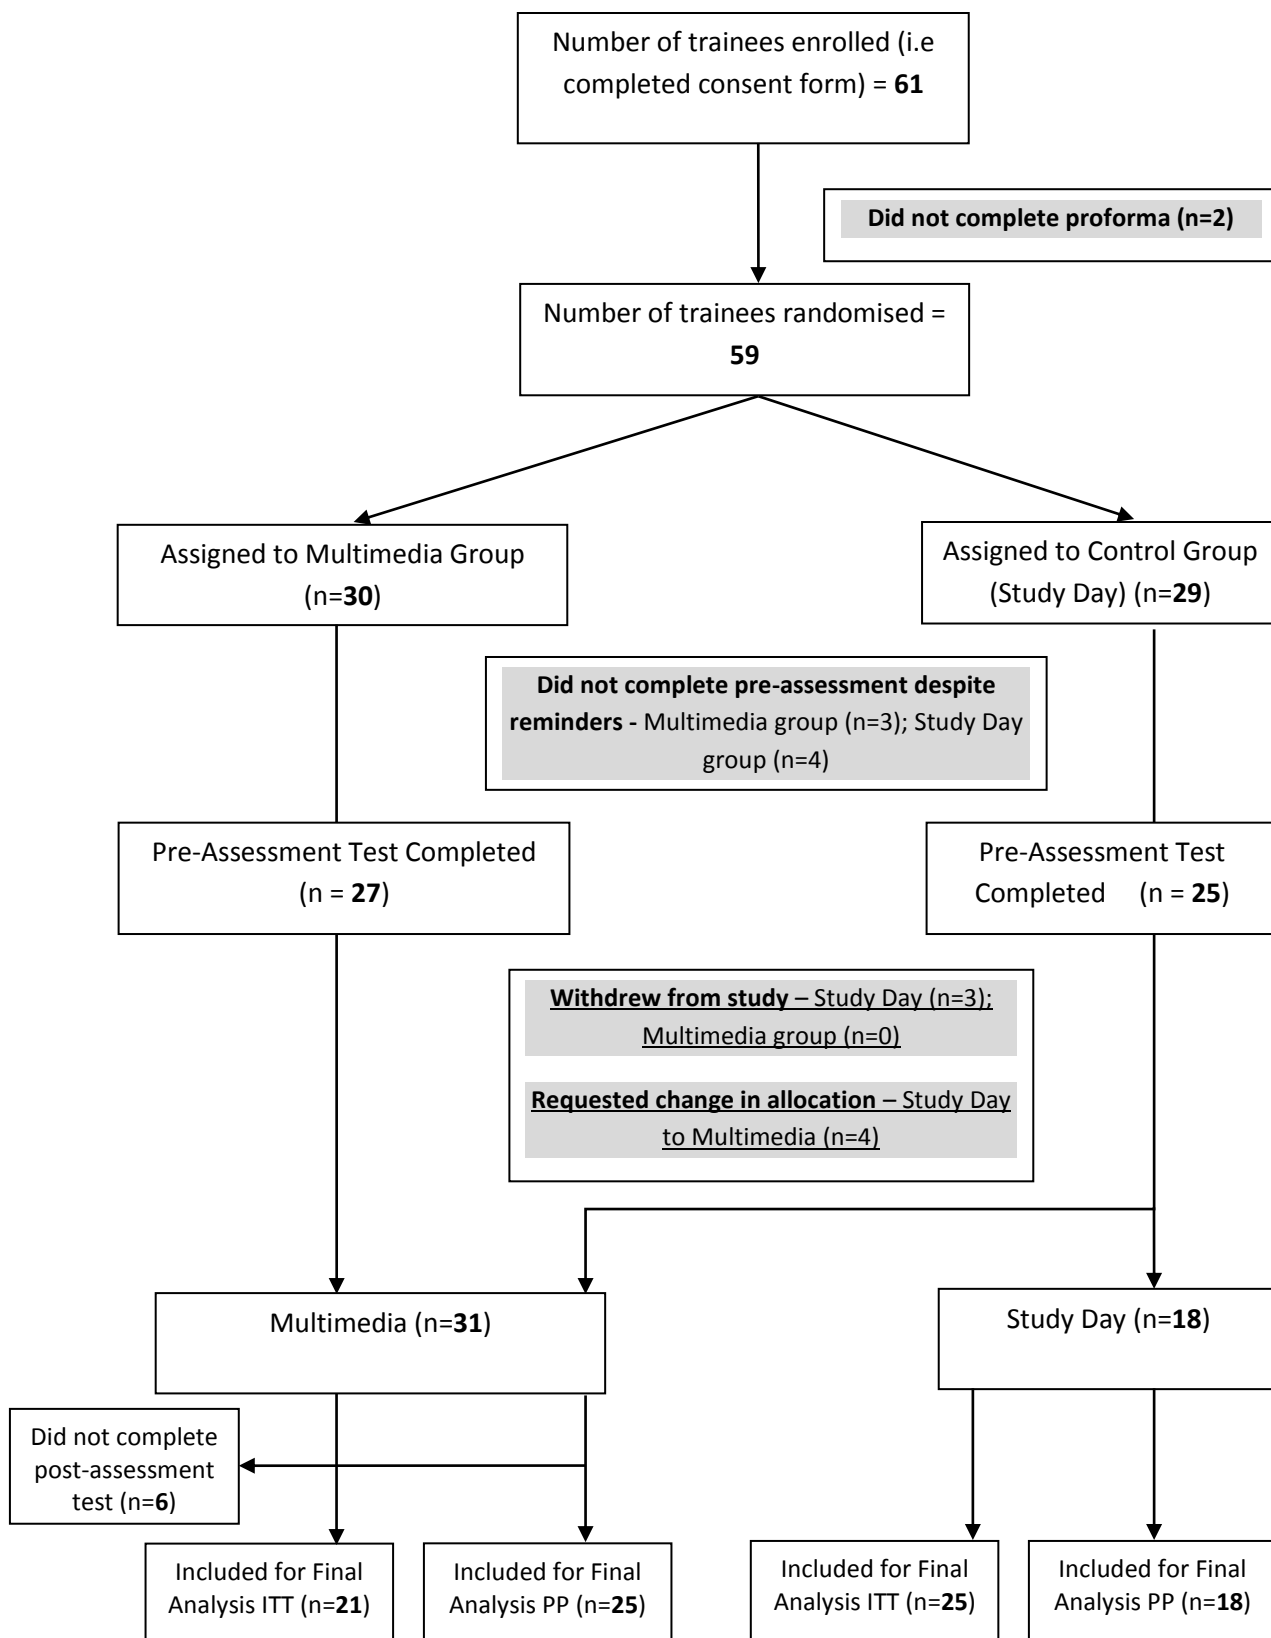 Number of trainees enrolled (i.e
completed consent form) = 61
Did not complete proforma (n=2)
Number of trainees randomised =
59
Assigned to Multimedia Group
(n=30)
Assigned to Control Group
(Study Day) (n=29)
Did not complete pre-assessment despite
reminders - Multimedia group (n=3); Study Day
group (n=4)
Pre-Assessment Test Completed
(n = 27)
Pre-Assessment Test
Completed (n = 25)
Withdrew from study – Study Day (n=3);
Multimedia group (n=0)
Requested change in allocation – Study Day
to Multimedia (n=4)
Multimedia (n=31)
Study Day (n=18)
Did not complete
post-assessment
test (n=6)
Included for Final
Analysis ITT (n=21)
Included for Final
Analysis PP (n=25)
Included for Final
Analysis ITT (n=25)
Included for Final
Analysis PP (n=18)